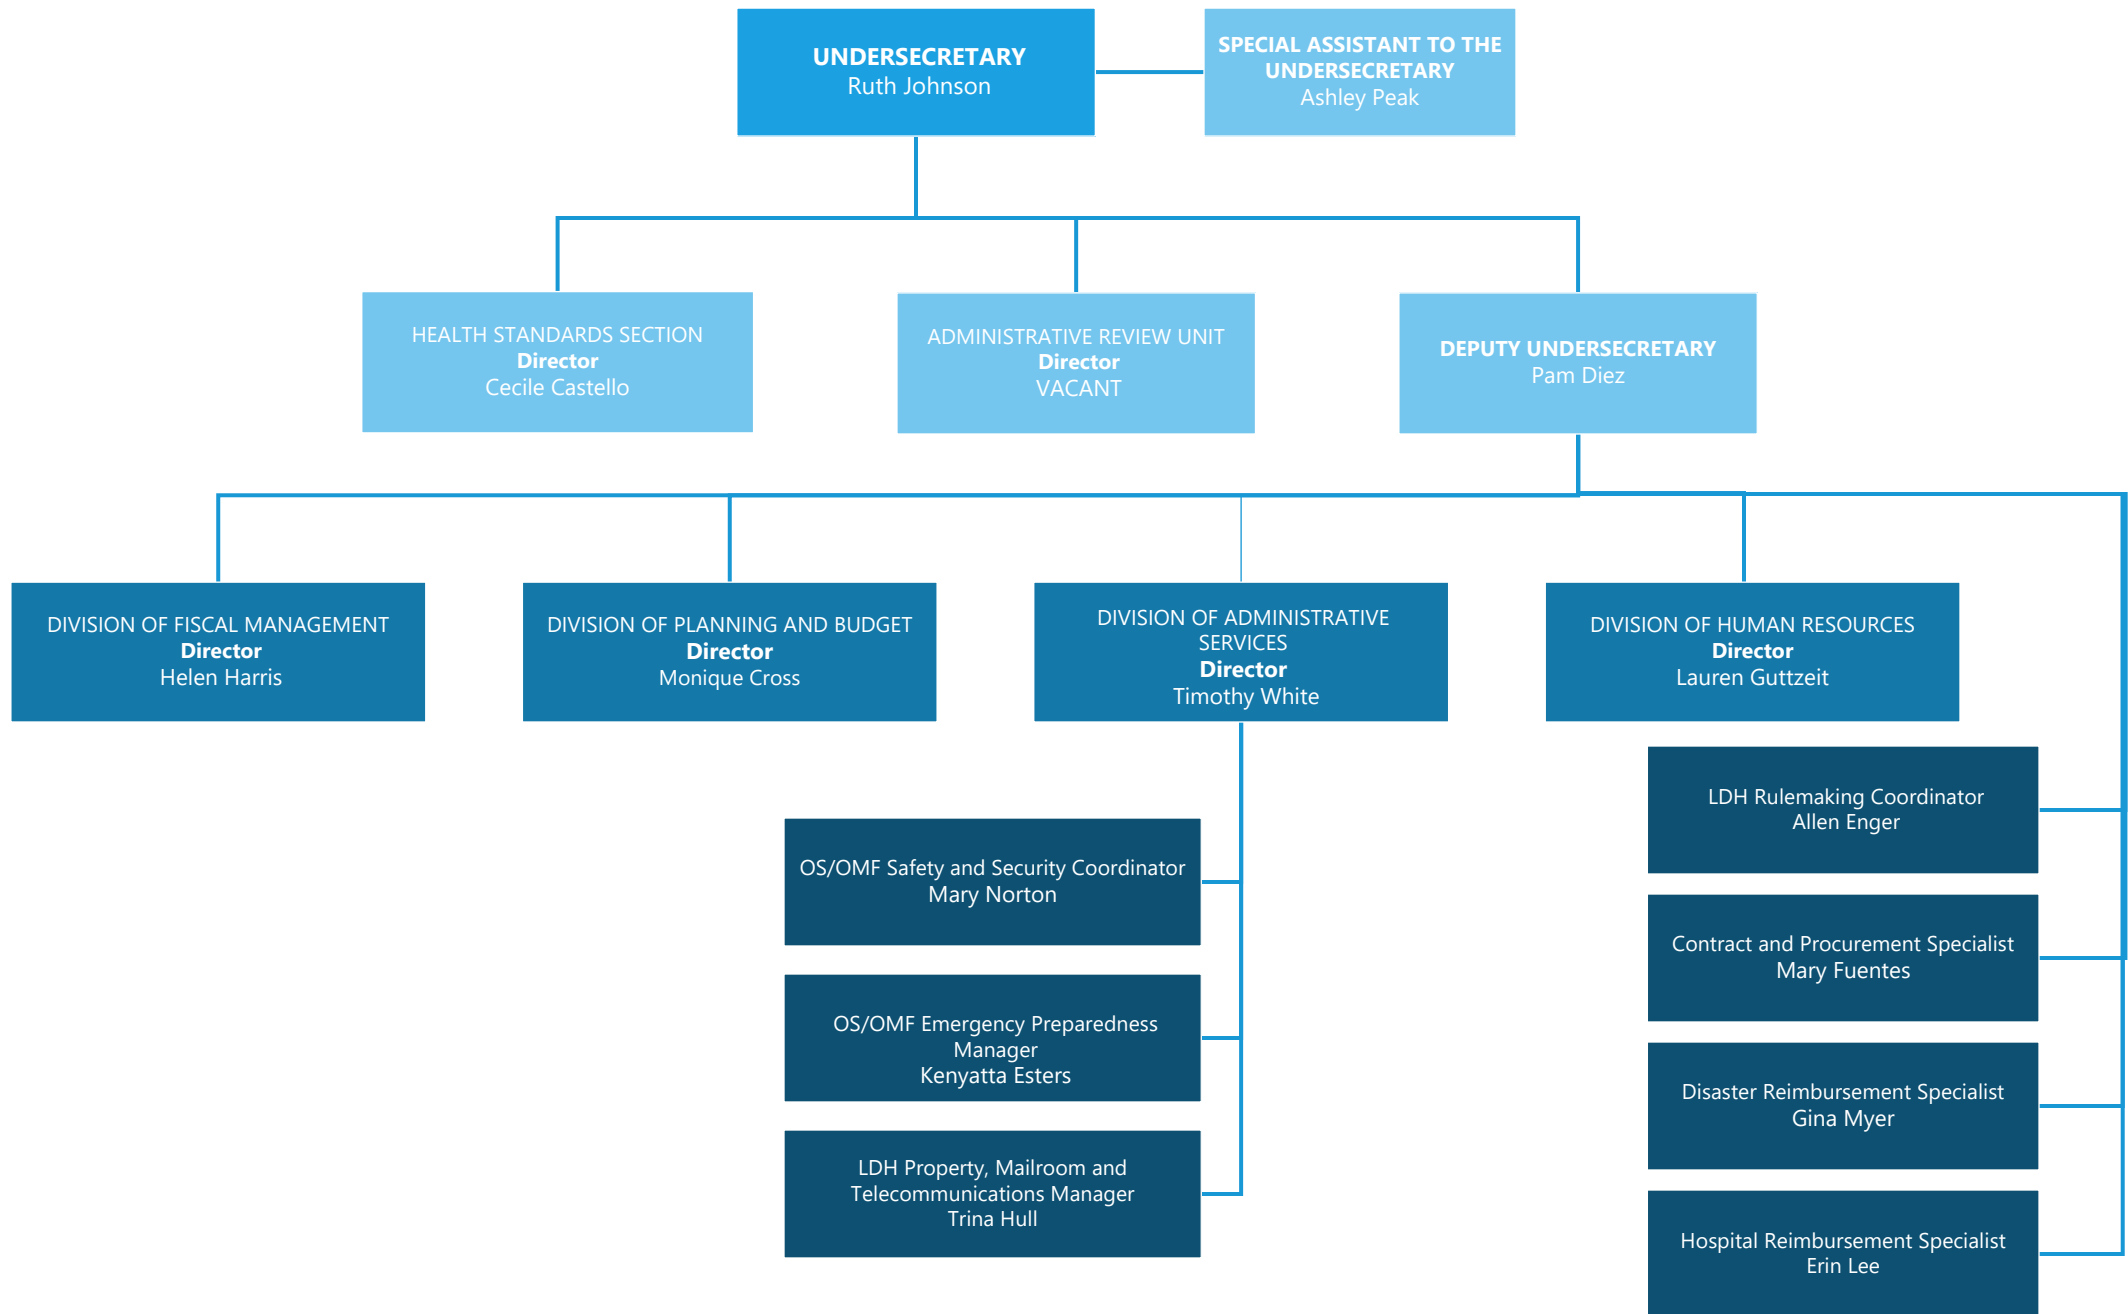 UNDERSECRETARY
Ruth Johnson
SPECIAL ASSISTANT TO THE
UNDERSECRETARY
Ashley Peak
HEALTH STANDARDS SECTION
Director
Cecile Castello
ADMINISTRATIVE REVIEW UNIT
Director
VACANT
DEPUTY UNDERSECRETARY
Pam Diez
DIVISION OF FISCAL MANAGEMENT
Director
Helen Harris
DIVISION OF PLANNING AND BUDGET
Director
Monique Cross
DIVISION OF ADMINISTRATIVE
SERVICES
Director
Timothy White
DIVISION OF HUMAN RESOURCES
Director
Lauren Guttzeit
OS/OMF Safety and Security Coordinator
Mary Norton
OS/OMF Emergency Preparedness
Manager
Kenyatta Esters
LDH Property, Mailroom and
Telecommunications Manager
Trina Hull
LDH Rulemaking Coordinator
Allen Enger
Contract and Procurement Specialist
Mary Fuentes
Disaster Reimbursement Specialist
Gina Myer
Hospital Reimbursement Specialist
Erin Lee